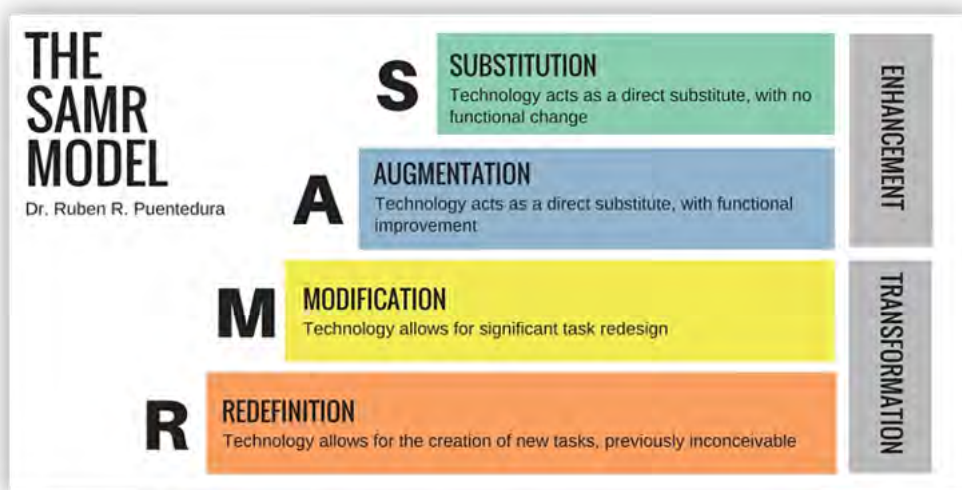 THE
SAMR
MODEL
Dr. Ruben R. Puentedura
S
SUBSTITUTION
Technology acts as a direct substitute, with no
functional change
A
AUGMENTATION
Technology acts as a direct substitute, with functional
improvement
ENHANCEMENT
M
MODIFICATION
Technology allows for significant task redesign
R
REDEFINITION
Technology allows for the creation of new tasks, previously inconceivable
TRANSFORMATION